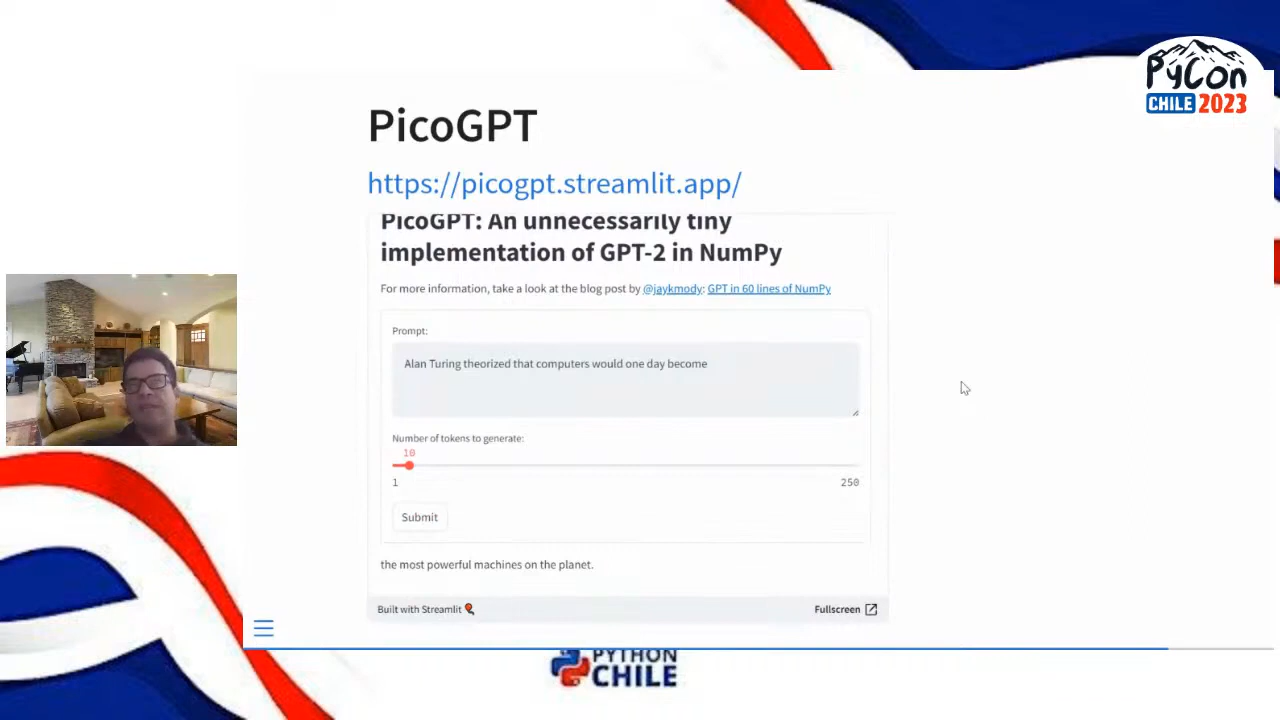 PyCon
CHILE 2023
PicoGPT
https://picogpt.streamlit.app/
PicoGPT: An unnecessarily tiny
implementation of GPT-2 in NumPy
For more information, take a look at the blog post by @jaykmody: GPT in 60 lines of NumPy
Prompt:
Alan Turing theorized that computers would one day become
Number of tokens to generate:
10
1
250
Submit
the most powerful machines on the planet.
Built with Streamlit
Fullscreen
PYTHON
CHILE